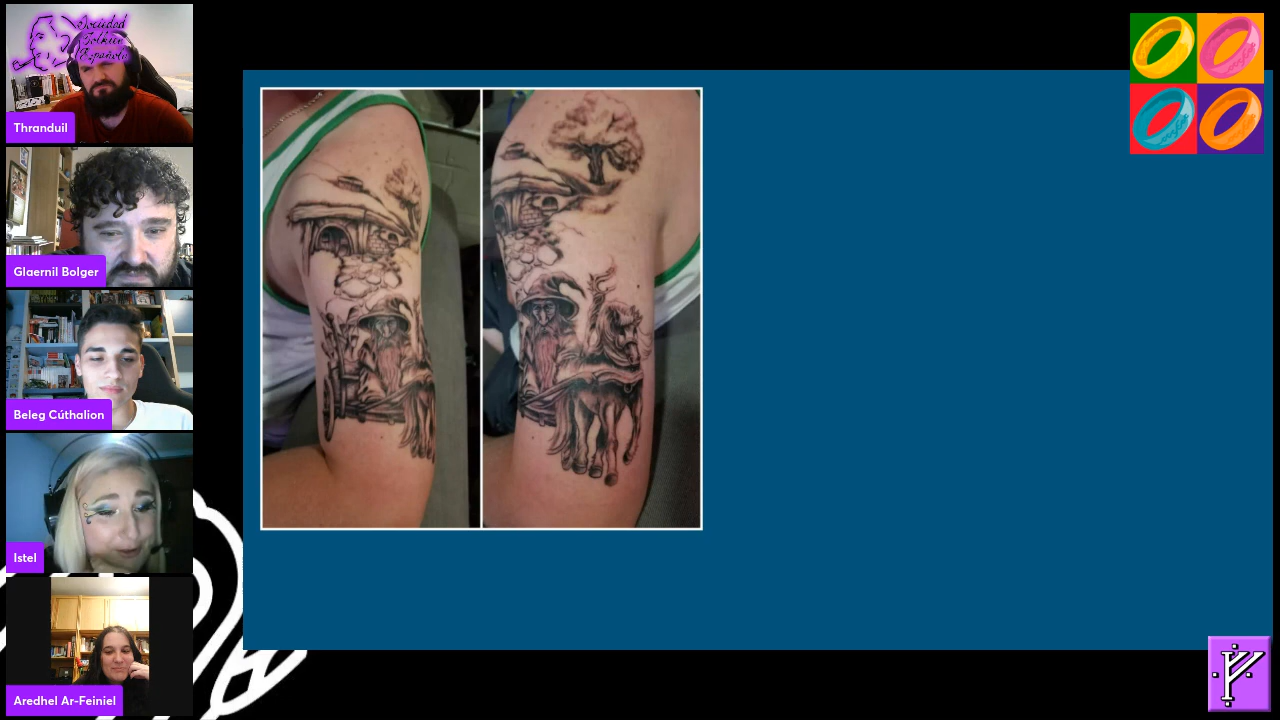 Sociedad
Tolkien
Española
Thranduil
Glaernil Bolger
Beleg Cúthalion
Istel
Aredhel Ar-Feiniel